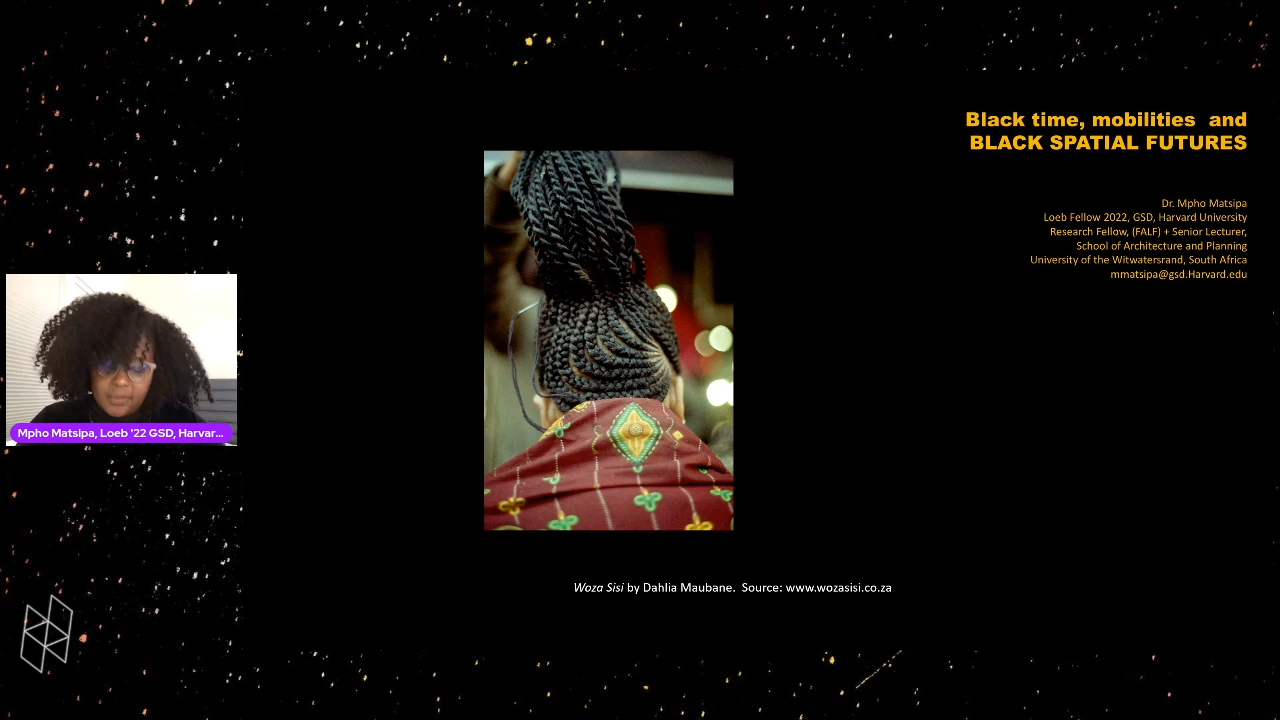 Black time, mobilities and
BLACK SPATIAL FUTURES
Dr. Mpho Matsipa
Loeb Fellow 2022, GSD, Harvard University
Research Fellow, (FALF) + Senior Lecturer,
School of Architecture and Planning
University of the Witwatersrand, South Africa
mmatsipa@gsd.Harvard.edu
Mpho Matsipa, Loeb '22 GSD, Harvar...
Woza Sisi by Dahlia Maubane. Source: www.wozasisi.co.za